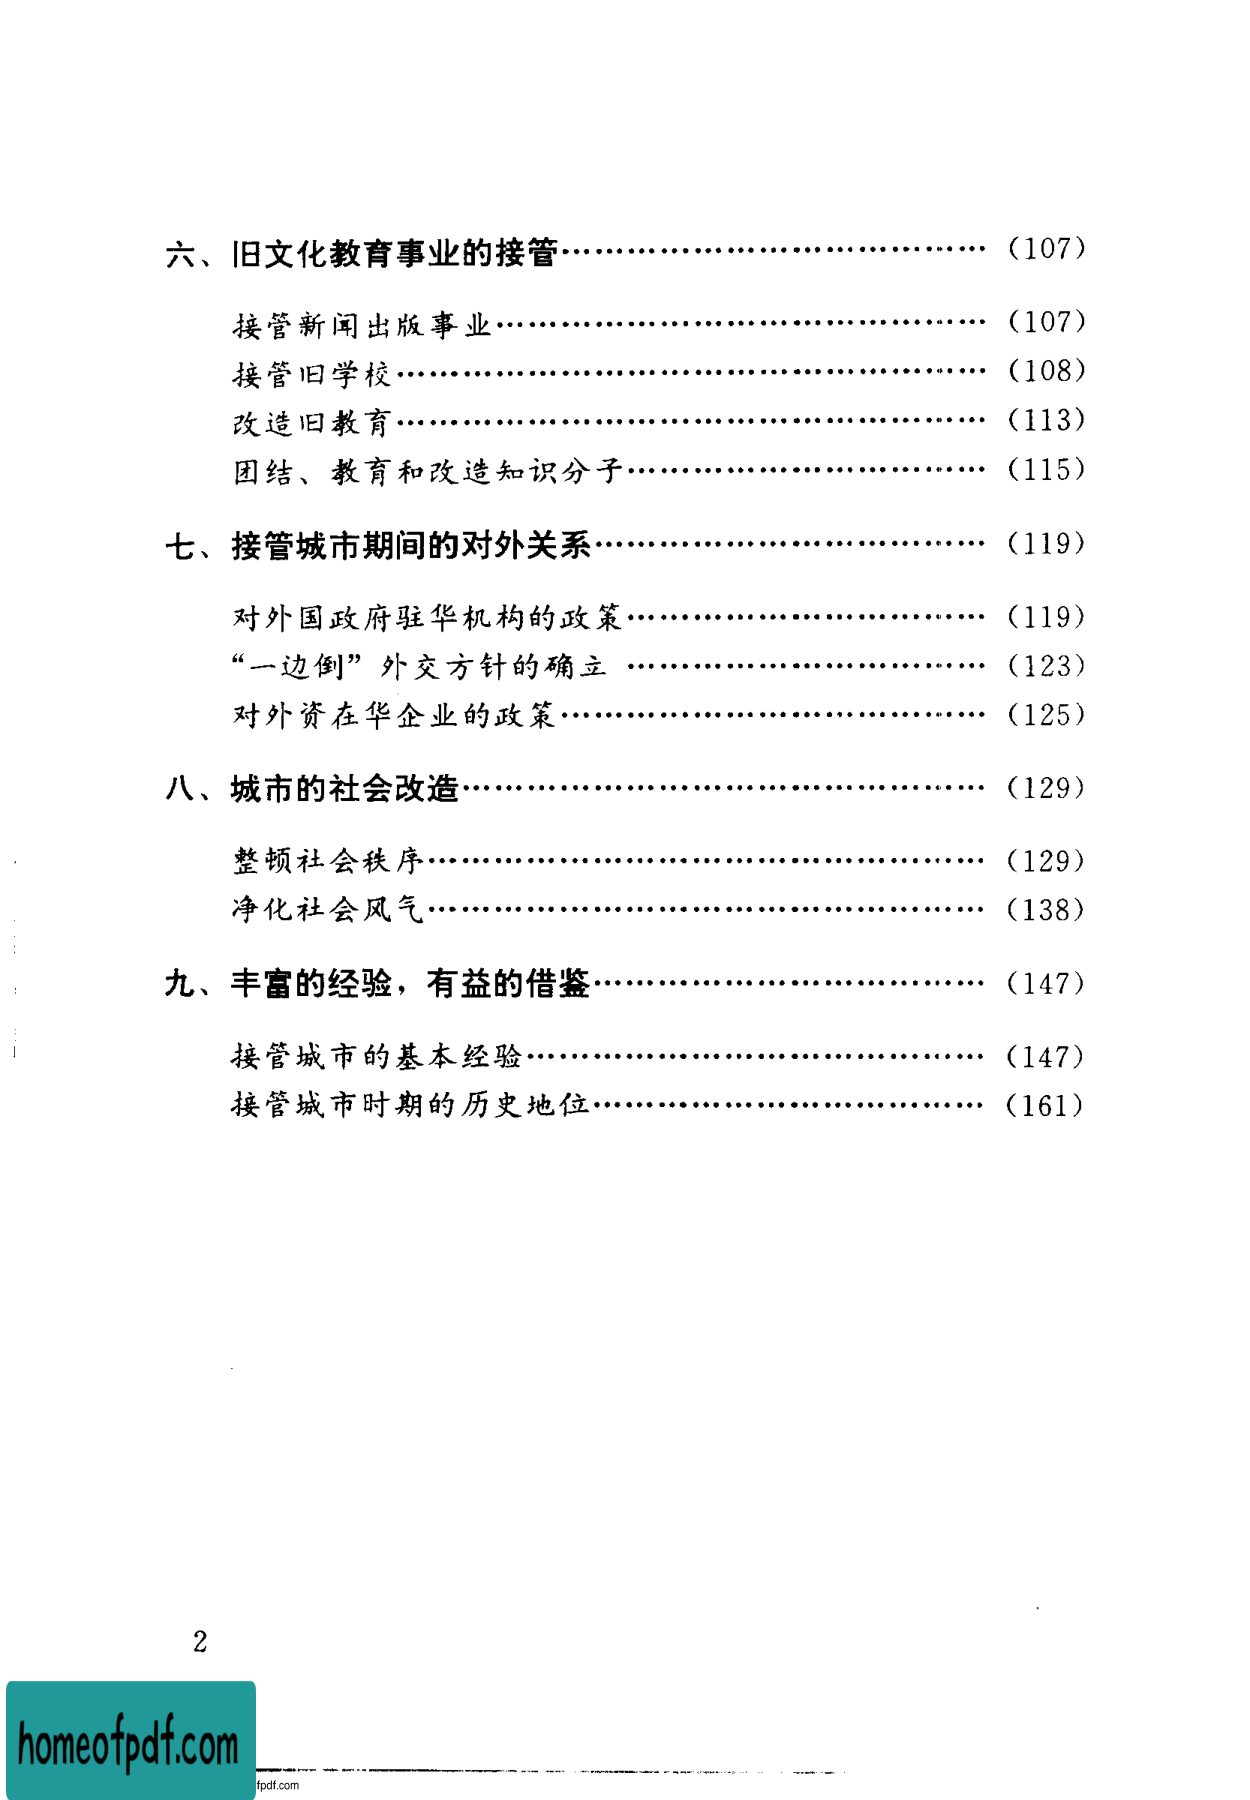 六、旧文化教育事业的接管…………………………………(107)
接管新闻出版事业………………………………………(107)
接管旧学校………………………………………………(108)
改造旧教育………………………………………………(113)
团结、教育和改造知识分子……………………………(115)
七、接管城市期间的对外关系………………………………(119)
对外国政府驻华机构的政策……………………………(119)
“一边倒”外交方针的确立 ……………………………(123)
对外资在华企业的政策…………………………………(125)
八、城市的社会改造…………………………………………(129)
整顿社会秩序……………………………………………(129)
净化社会风气……………………………………………(138)
九、丰富的经验，有益的借鉴………………………………(147)
接管城市的基本经验……………………………………(147)
接管城市时期的历史地位………………………………(161)
2
homeofpdf.com
fpdf.com